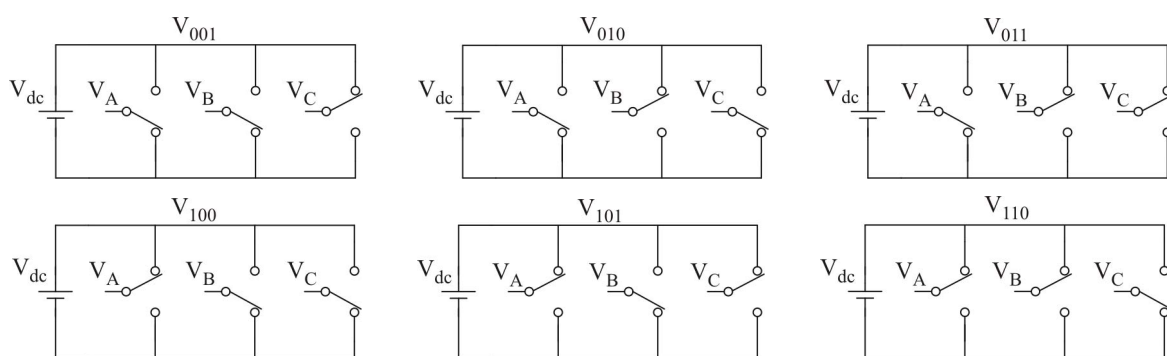 V001
Vdc VA VB VC
V010
Vdc VA VB VC
V011
Vdc VA VB VC
V100
Vdc VA VB VC
V101
Vdc VA VB VC
V110
Vdc VA VB VC